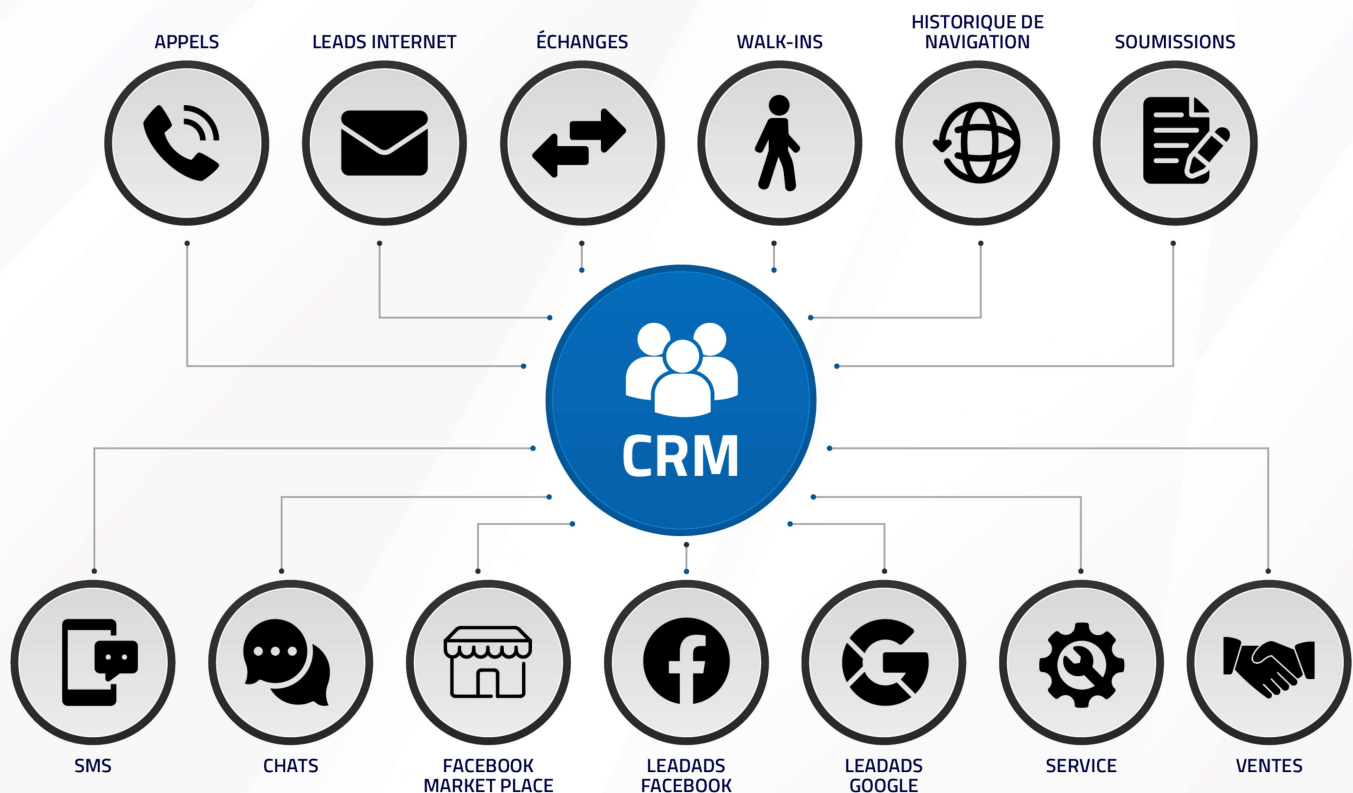 APPELS
LEADS INTERNET
ÉCHANGES
WALK-INS
HISTORIQUE DE
NAVIGATION
SOUMISSIONS
CRM
SMS
CHATS
FACEBOOK
MARKET PLACE
LEADADS
FACEBOOK
LEADADS
GOOGLE
SERVICE
VENTES